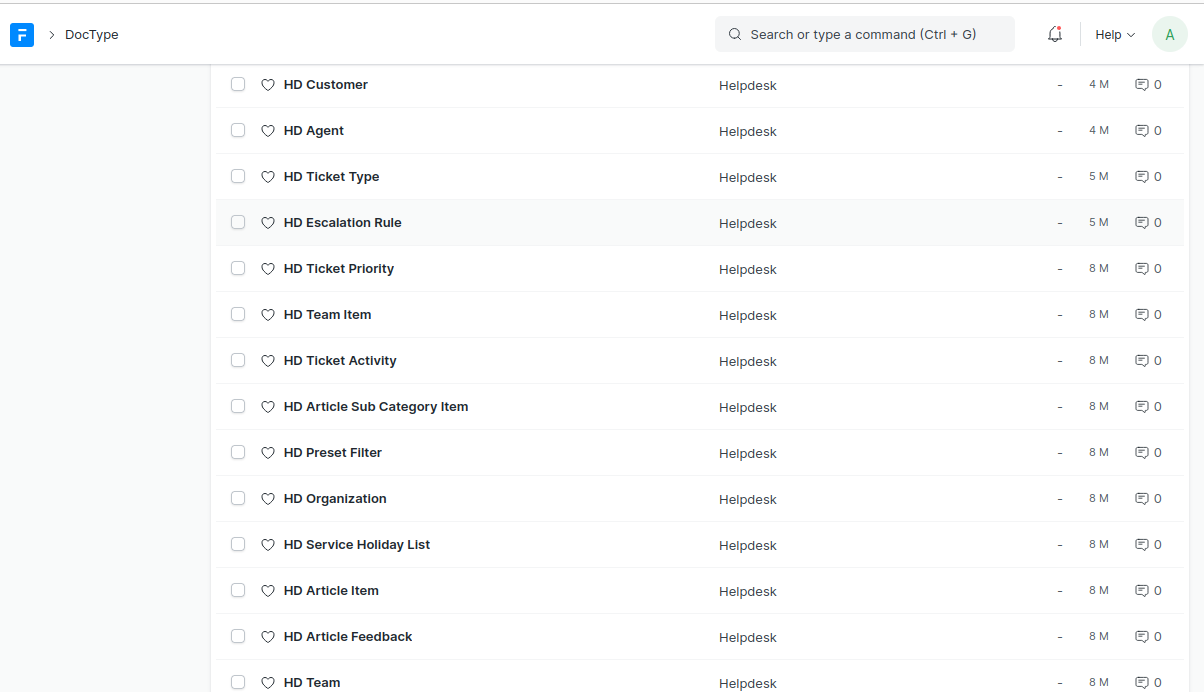 F DocType Search or type a command (Ctrl + G) Help A
HD Customer Helpdesk - 4 M 0
HD Agent Helpdesk - 4 M 0
HD Ticket Type Helpdesk - 5 M 0
HD Escalation Rule Helpdesk - 5 M 0
HD Ticket Priority Helpdesk - 8 M 0
HD Team Item Helpdesk - 8 M 0
HD Ticket Activity Helpdesk - 8 M 0
HD Article Sub Category Item Helpdesk - 8 M 0
HD Preset Filter Helpdesk - 8 M 0
HD Organization Helpdesk - 8 M 0
HD Service Holiday List Helpdesk - 8 M 0
HD Article Item Helpdesk - 8 M 0
HD Article Feedback Helpdesk - 8 M 0
HD Team Helpdesk - 8 M 0